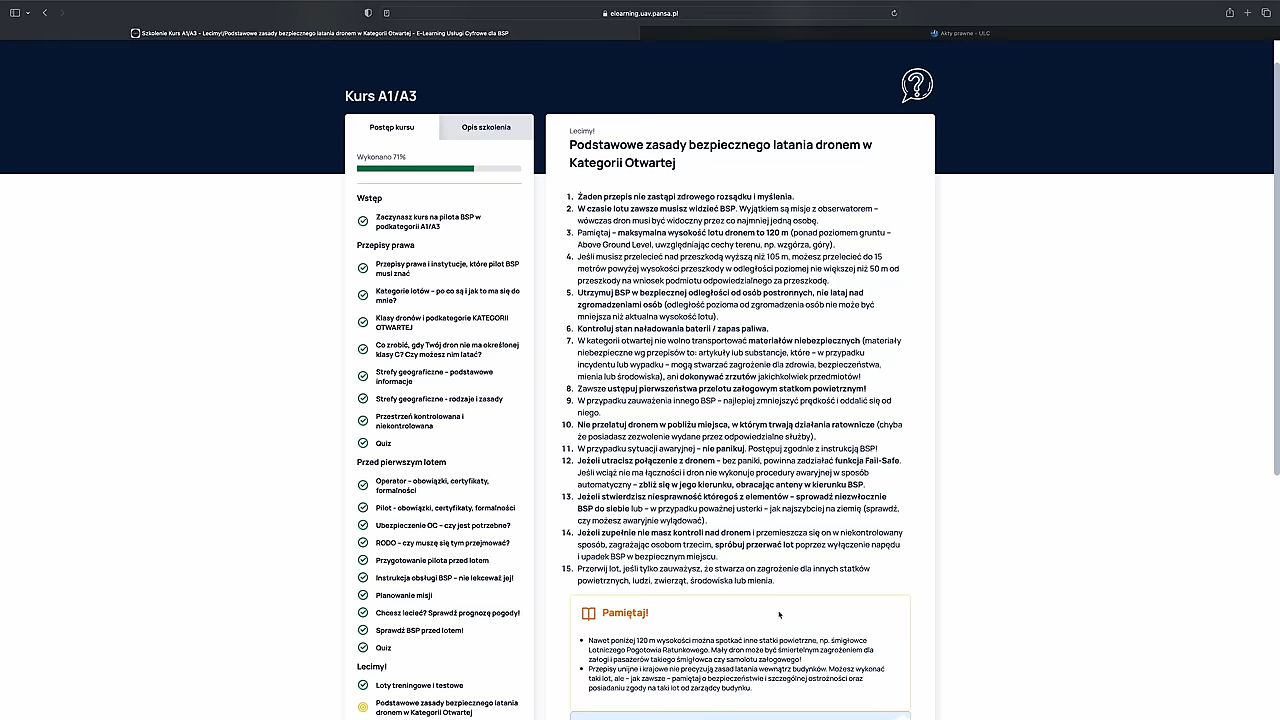 elearning.uav.pansa.pl
Szkolenie Kurs A1/A3 – Lecimy!/Podstawowe zasady bezpiecznego latania dronem w Kategorii Otwartej – E-Learning Usługi Cyfrowe dla BSP
Akty prawne - ULC
Kurs A1/A3
Postęp kursu
Opis szkolenia
Wykonano 71%
Wstęp
Zaczynasz kurs na pilota BSP w
podkategorii A1/A3
Przepisy prawa
Przepisy prawa i instytucje, które pilot BSP
musi znać
Kategorie lotów – po co są i jak to ma się do
mnie?
Klasy dronów i podkategorie KATEGORII
OTWARTEJ
Co zrobić, gdy Twój dron nie ma określonej
klasy C? Czy możesz nim latać?
Strefy geograficzne – podstawowe
informacje
Strefy geograficzne - rodzaje i zasady
Przestrzeń kontrolowana i
niekontrolowana
Quiz
Przed pierwszym lotem
Operator – obowiązki, certyfikaty,
formalności
Pilot - obowiązki, certyfikaty, formalności
Ubezpieczenie OC – czy jest potrzebne?
RODO – czy muszę się tym przejmować?
Przygotowanie pilota przed lotem
Instrukcja obsługi BSP – nie lekceważ jej!
Planowanie misji
Chcesz lecieć? Sprawdź prognozę pogody!
Sprawdź BSP przed lotem!
Quiz
Lecimy!
Loty treningowe i testowe
Podstawowe zasady bezpiecznego latania
dronem w Kategorii Otwartej
Lecimy!
Podstawowe zasady bezpiecznego latania dronem w
Kategorii Otwartej
1. Żaden przepis nie zastąpi zdrowego rozsądku i myślenia.
2. W czasie lotu zawsze musisz widzieć BSP. Wyjątkiem są misje z obserwatorem –
wówczas dron musi być widoczny przez co najmniej jedną osobę.
3. Pamiętaj – maksymalna wysokość lotu dronem to 120 m (ponad poziomem gruntu –
Above Ground Level, uwzględniając cechy terenu, np. wzgórza, góry).
4. Jeśli musisz przelecieć nad przeszkodą wyższą niż 105 m, możesz przelecieć do 15
metrów powyżej wysokości przeszkody w odległości poziomej nie większej niż 50 m od
przeszkody na wniosek podmiotu odpowiedzialnego za przeszkodę.
5. Utrzymuj BSP w bezpiecznej odległości od osób postronnych, nie lataj nad
zgromadzeniami osób (odległość pozioma od zgromadzenia osób nie może być
mniejsza niż aktualna wysokość lotu).
6. Kontroluj stan naładowania baterii / zapas paliwa.
7. W kategorii otwartej nie wolno transportować materiałów niebezpiecznych (materiały
niebezpieczne wg przepisów to: artykuły lub substancje, które – w przypadku
incydentu lub wypadku – mogą stwarzać zagrożenie dla zdrowia, bezpieczeństwa,
mienia lub środowiska), ani dokonywać zrzutów jakichkolwiek przedmiotów!
8. Zawsze ustępuj pierwszeństwa przelotu załogowym statkom powietrznym!
9. W przypadku zauważenia innego BSP – najlepiej zmniejszyć prędkość i oddalić się od
niego.
10. Nie przelatuj dronem w pobliżu miejsca, w którym trwają działania ratownicze (chyba
że posiadasz zezwolenie wydane przez odpowiedzialne służby).
11. W przypadku sytuacji awaryjnej – nie panikuj. Postępuj zgodnie z instrukcją BSP!
12. Jeżeli utracisz połączenie z dronem – bez paniki, powinna zadziałać funkcja Fail-Safe.
Jeśli wciąż nie ma łączności i dron nie wykonuje procedury awaryjnej w sposób
automatyczny – zbliż się w jego kierunku, obracając anteny w kierunku BSP.
13. Jeżeli stwierdzisz niesprawność któregoś z elementów – sprowadź niezwłocznie
BSP do siebie lub – w przypadku poważnej usterki – jak najszybciej na ziemię (sprawdź,
czy możesz awaryjnie wylądować).
14. Jeżeli zupełnie nie masz kontroli nad dronem i przemieszcza się on w niekontrolowany
sposób, zagrażając osobom trzecim, spróbuj przerwać lot poprzez wyłączenie napędu
i upadek BSP w bezpiecznym miejscu.
15. Przerwij lot, jeśli tylko zauważysz, że stwarza on zagrożenie dla innych statków
powietrznych, ludzi, zwierząt, środowiska lub mienia.
Pamiętaj!
Nawet poniżej 120 m wysokości można spotkać inne statki powietrzne, np. śmigłowce
Lotniczego Pogotowia Ratunkowego. Mały dron może być śmiertelnym zagrożeniem dla
załogi i pasażerów takiego śmigłowca czy samolotu załogowego!
Przepisy unijne i krajowe nie precyzują zasad latania wewnątrz budynków. Możesz wykonać
taki lot, ale – jak zawsze – pamiętaj o bezpieczeństwie i szczególnej ostrożności oraz
posiadaniu zgody na taki lot od zarządcy budynku.